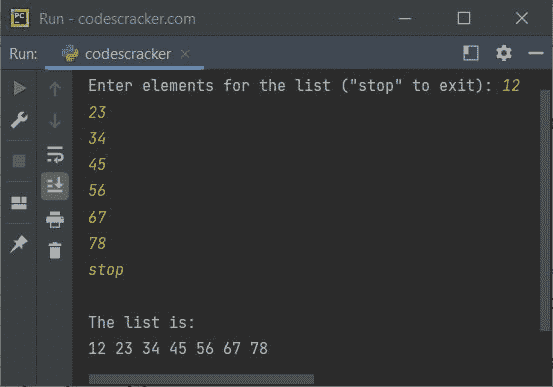 PC
Run - codescracker.com
Run: codescracker
Enter elements for the list ("stop" to exit): 12
23
34
45
56
67
78
stop
The list is:
12 23 34 45 56 67 78